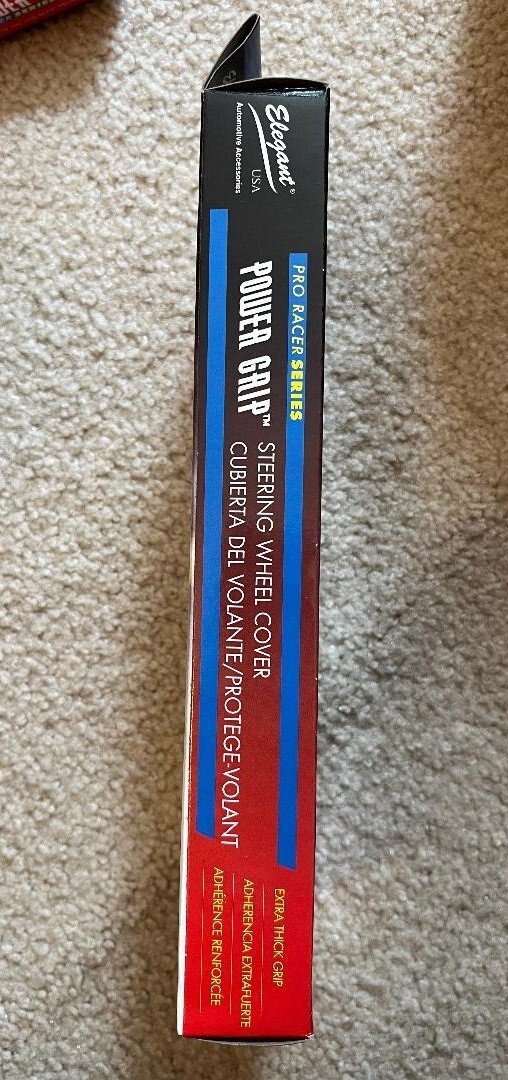 Elegant®
USA
Automotive Accessories
PRO RACER SERIES
POWER GRIP™
STEERING WHEEL COVER
CUBIERTA DEL VOLANTE/PROTEGE-VOLANT
EXTRA THICK GRIP
ADHERENCIA EXTRAFUERTE
ADHÉRENCE RENFORCÉE